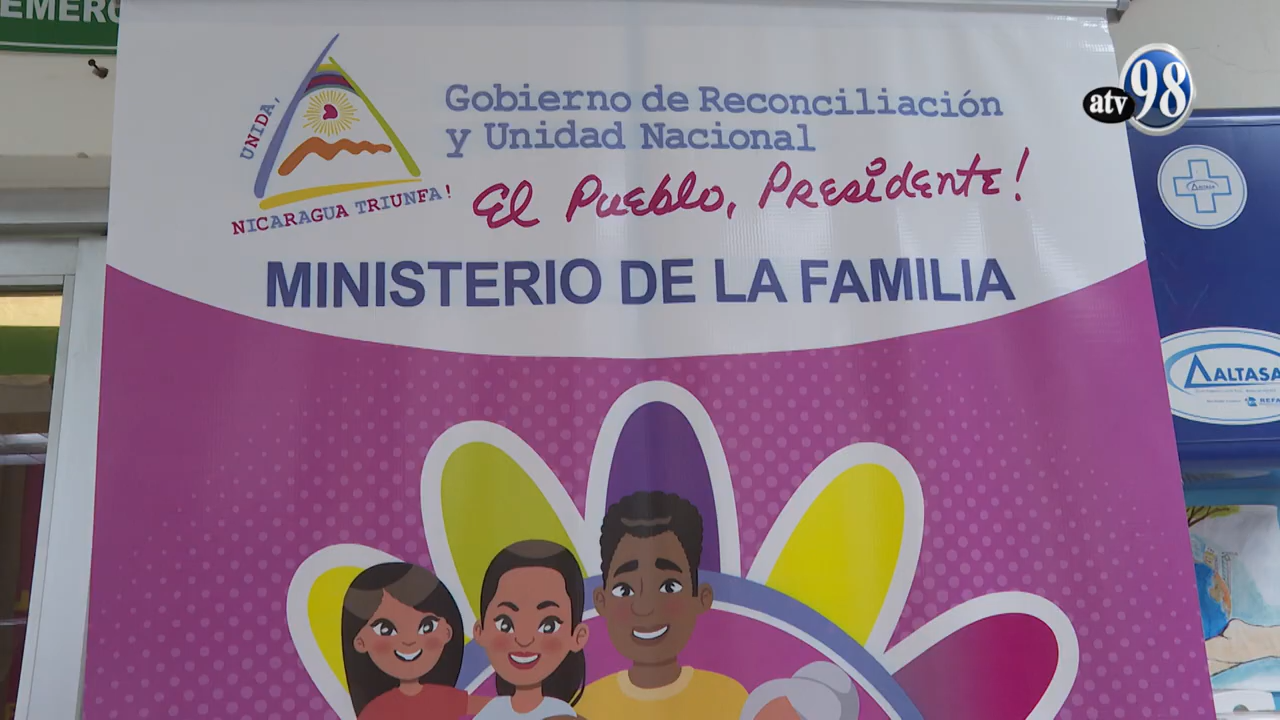 EMERG
UNIDA,
NICARAGUA TRIUNFA!
Gobierno de Reconciliación
y Unidad Nacional
El Pueblo, Presidente!
MINISTERIO DE LA FAMILIA
atv 98
ALTASA